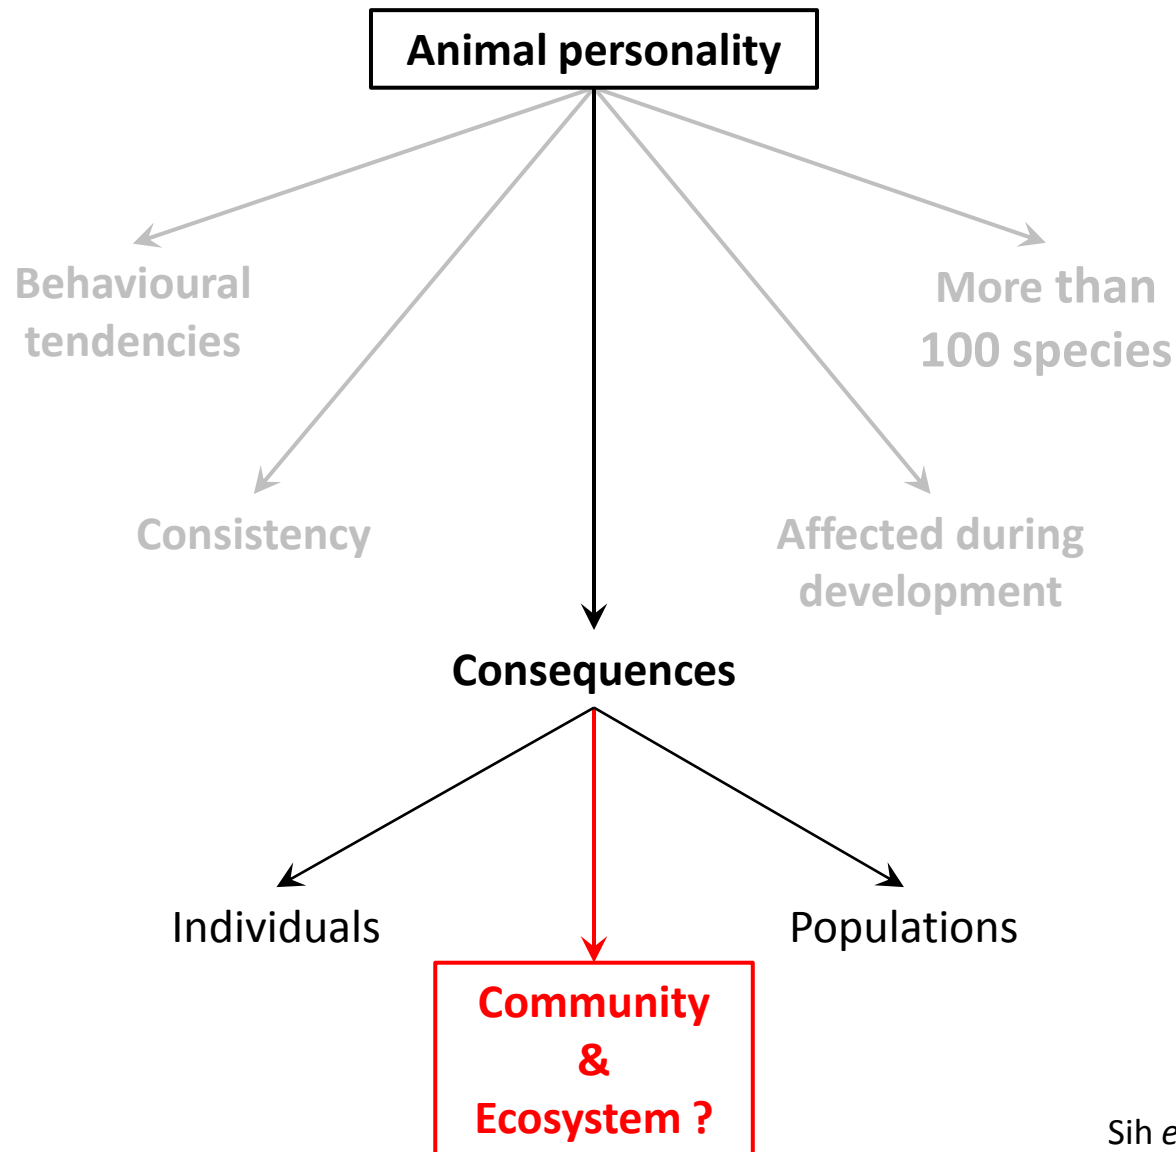 Animal personality
Behavioural
tendencies
More than
100 species
Consistency
Affected during
development
Consequences
Individuals
Populations
Community
&
Ecosystem ?
Sih